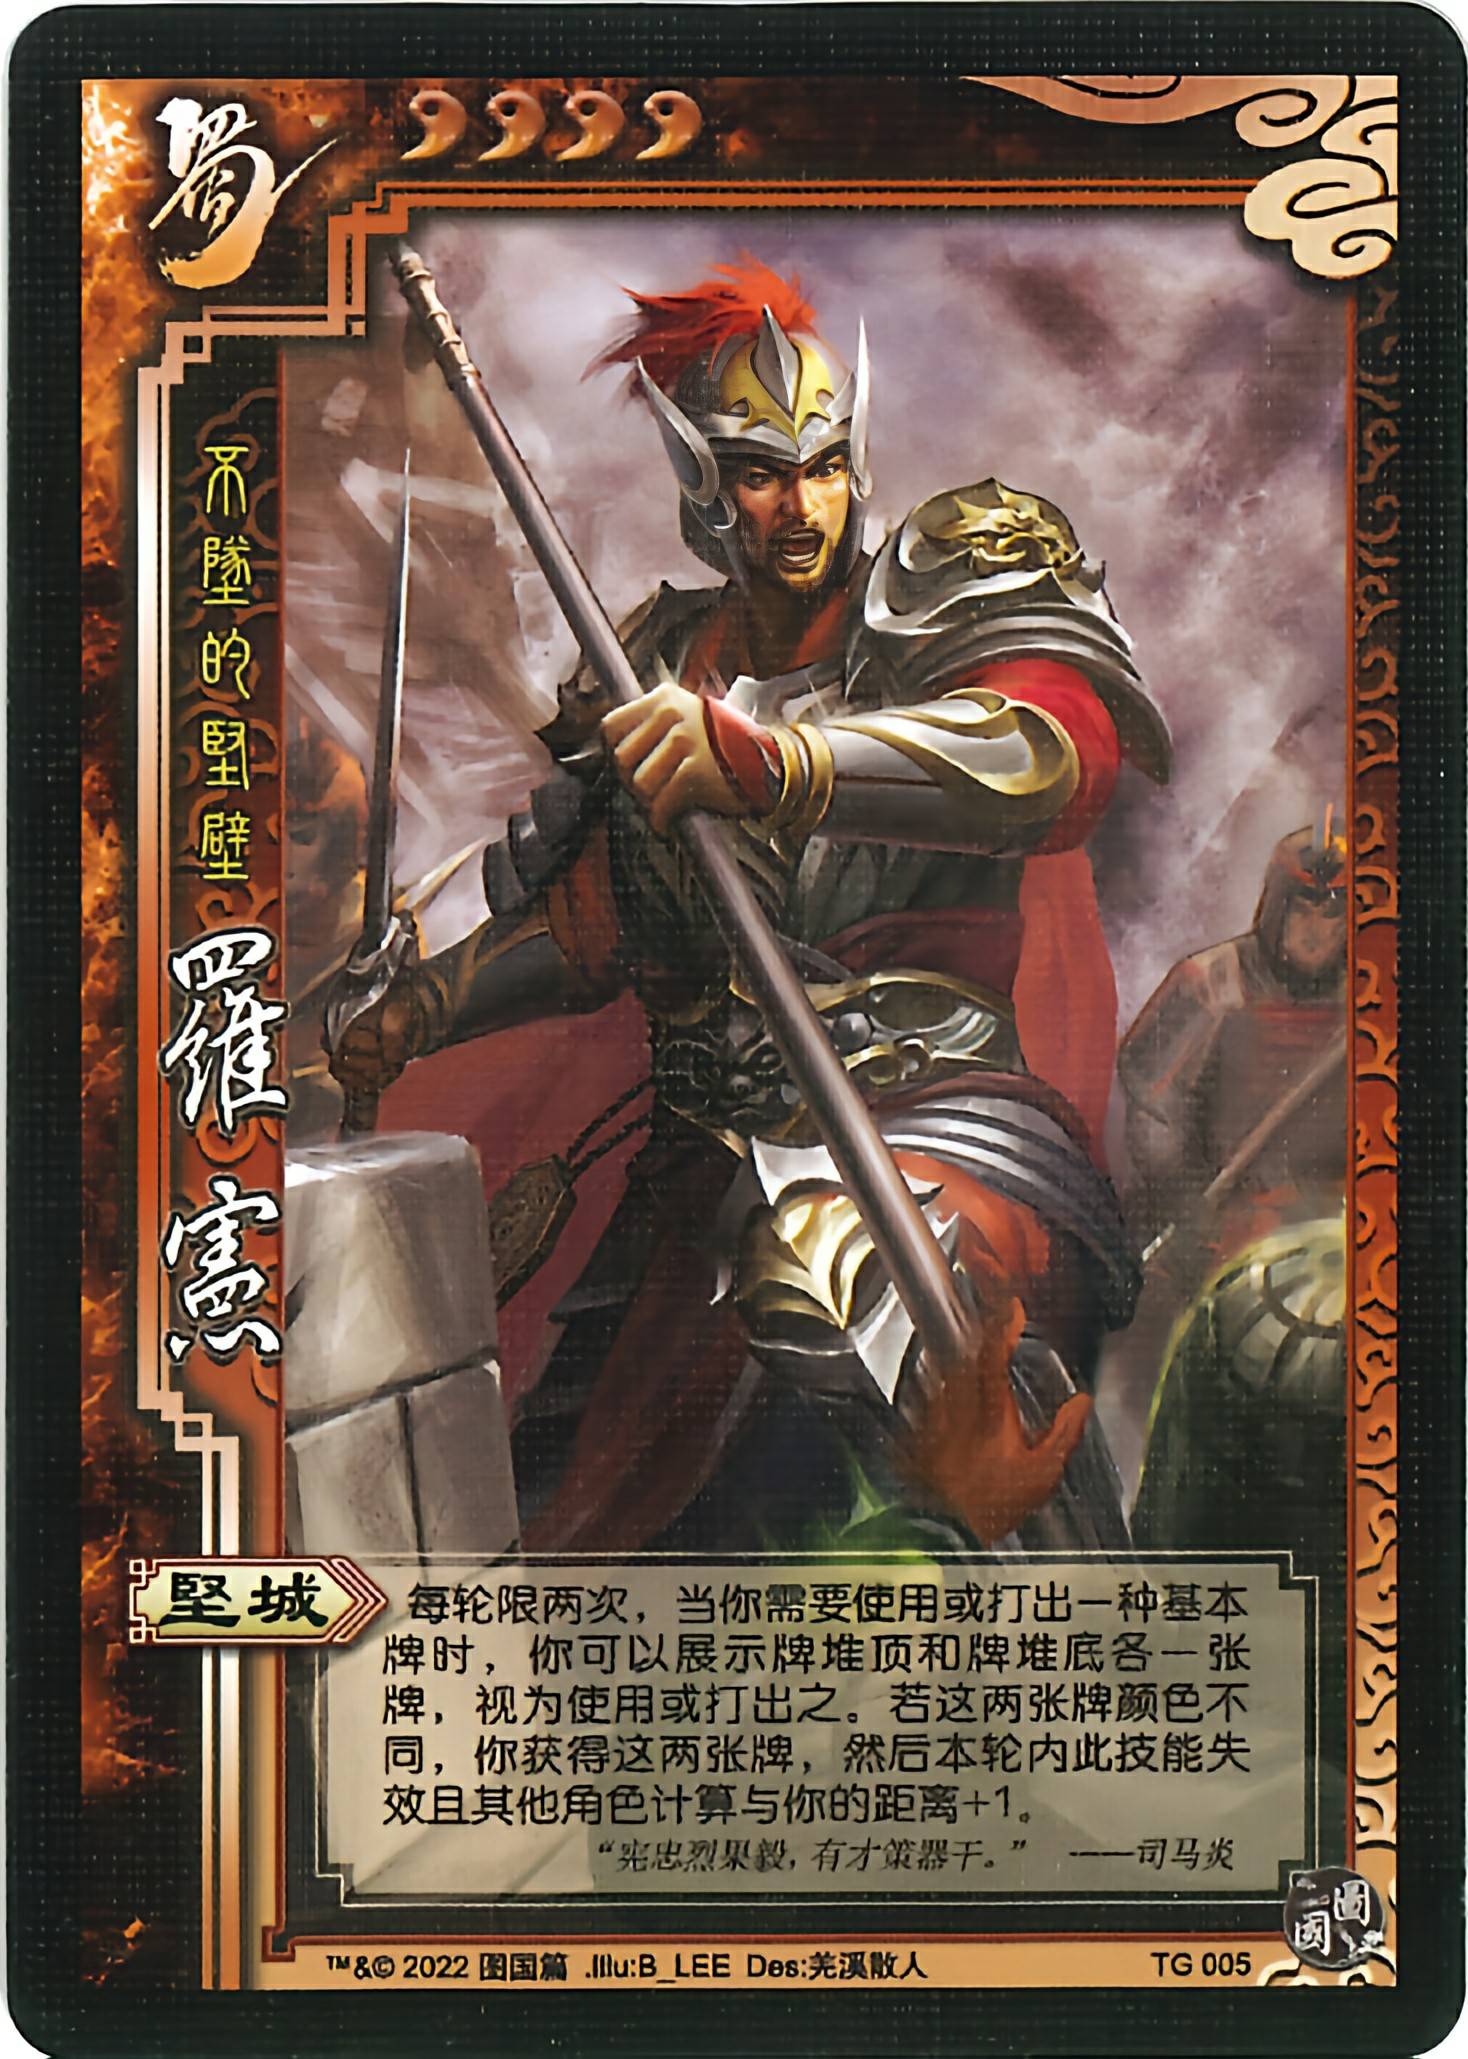 蜀
不墜的堅壁
羅憲
堅城
每轮限两次，当你需要使用或打出一种基本
牌时，你可以展示牌堆顶和牌堆底各一张
牌，视为使用或打出之。若这两张牌颜色不
同，你获得这两张牌，然后本轮内此技能失
效且其他角色计算与你的距离+1。
“宪忠烈果毅，有才策器干。” ——司马炎
™&© 2022 图国篇 .Illu:B_LEE Des:羌溪散人
TG 005
圖國